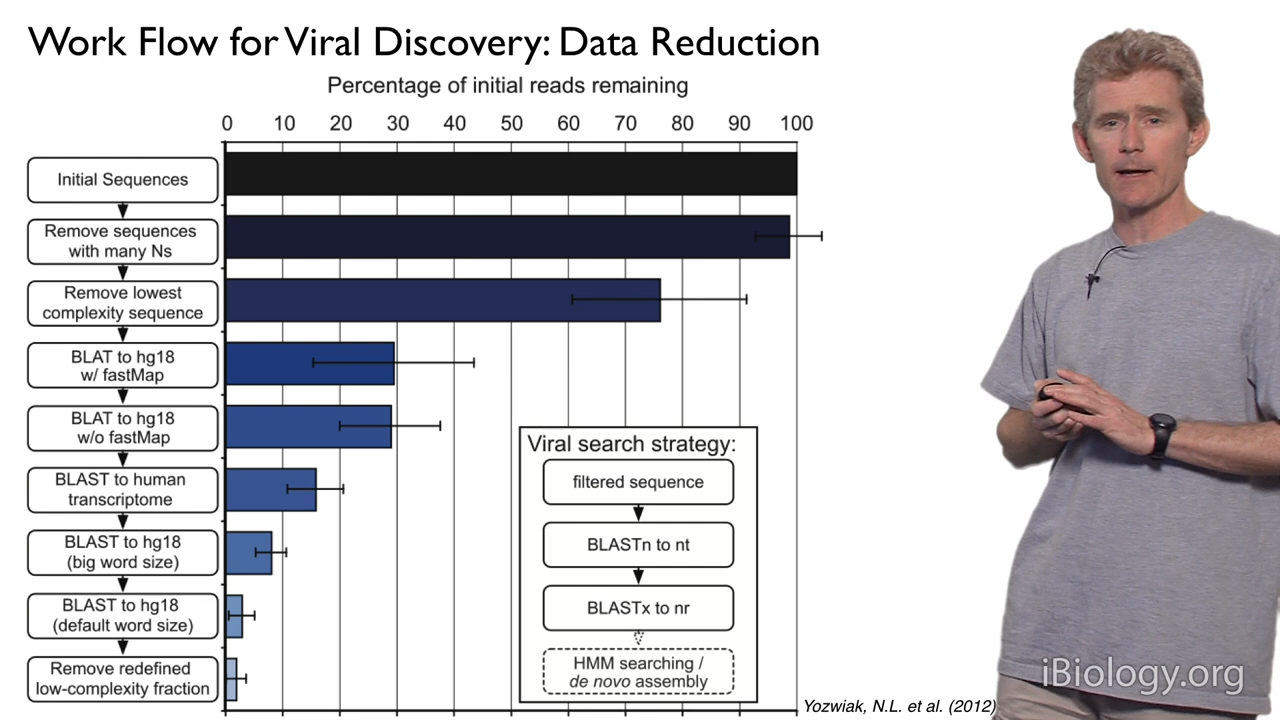 Work Flow for Viral Discovery: Data Reduction
Percentage of initial reads remaining
0 10 20 30 40 50 60 70 80 90 100
Initial Sequences
Remove sequences
with many Ns
Remove lowest
complexity sequence
BLAT to hg18
w/ fastMap
BLAT to hg18
w/o fastMap
BLAST to human
transcriptome
BLAST to hg18
(big word size)
BLAST to hg18
(default word size)
Remove redefined
low-complexity fraction
Viral search strategy:
filtered sequence
BLASTn to nt
BLASTx to nr
HMM searching /
de novo assembly
Yozwiak, N.L. et al. (2012)
iBiology.org